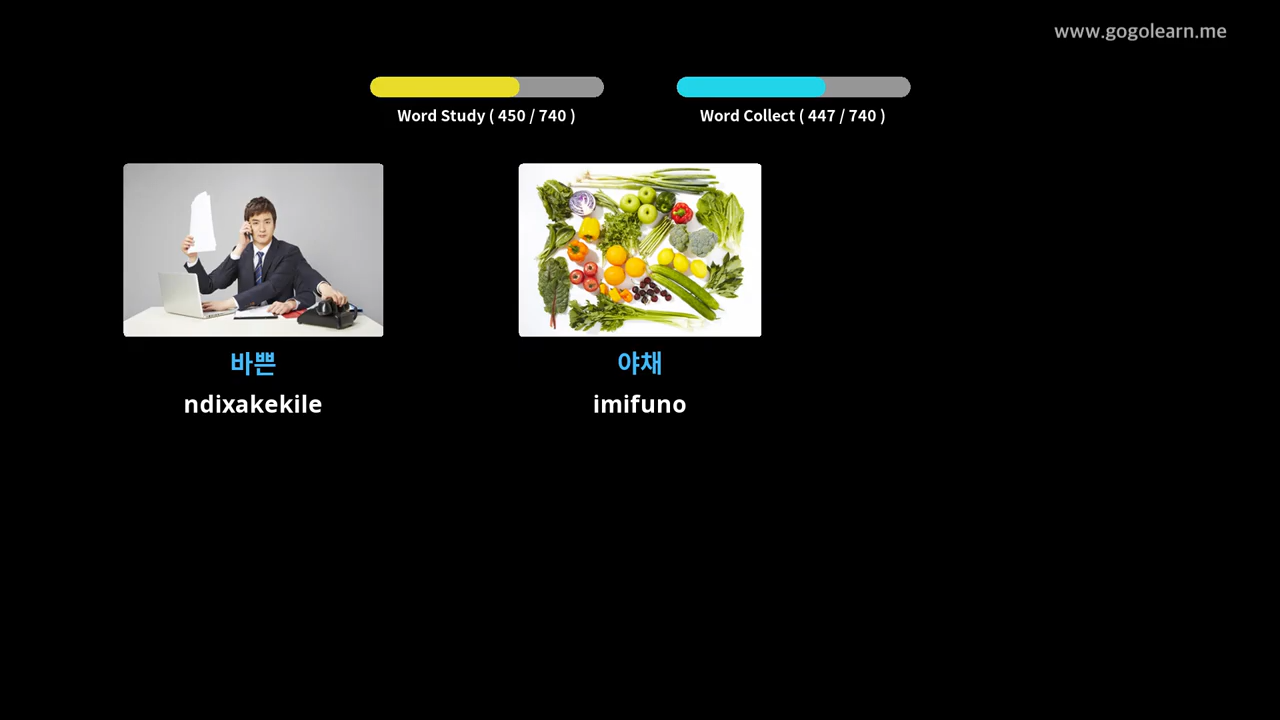 www.gogolearn.me
Word Study ( 450 / 740 )
Word Collect ( 447 / 740 )
바쁜
ndixakekile
야채
imifuno